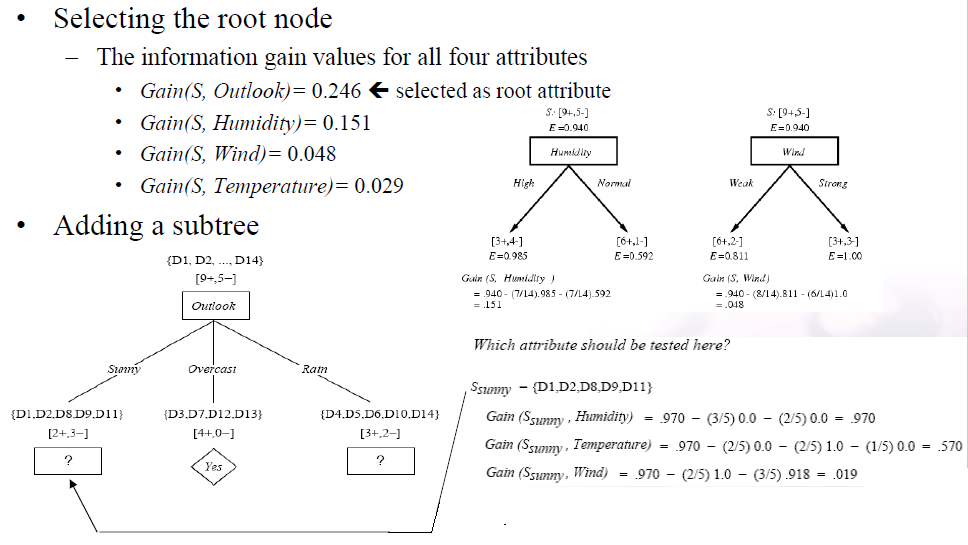 • Selecting the root node
– The information gain values for all four attributes
• Gain(S, Outlook)= 0.246 🡸 selected as root attribute
• Gain(S, Humidity)= 0.151
• Gain(S, Wind)= 0.048
• Gain(S, Temperature)= 0.029
S: [9+,5-]
E =0.940
Humidity
High
Normal
[3+,4-]
E =0.985
[6+,1-]
E =0.592
Gain (S, Humidity )
= .940 - (7/14).985 - (7/14).592
= .151
S: [9+,5-]
E =0.940
Wind
Weak
Strong
[6+,2-]
E =0.811
[3+,3-]
E =1.00
Gain (S, Wind)
= .940 - (8/14).811 - (6/14)1.0
= .048
• Adding a subtree
{D1, D2, ..., D14}
[9+,5−]
Outlook
Sunny
Overcast
Rain
{D1,D2,D8,D9,D11}
[2+,3−]
?
{D3,D7,D12,D13}
[4+,0−]
Yes
{D4,D5,D6,D10,D14}
[3+,2−]
?
Which attribute should be tested here?
Ssunny = {D1,D2,D8,D9,D11}
Gain (Ssunny , Humidity) = .970 − (3/5) 0.0 − (2/5) 0.0 = .970
Gain (Ssunny , Temperature) = .970 − (2/5) 0.0 − (2/5) 1.0 − (1/5) 0.0 = .570
Gain (Ssunny , Wind) = .970 − (2/5) 1.0 − (3/5) .918 = .019